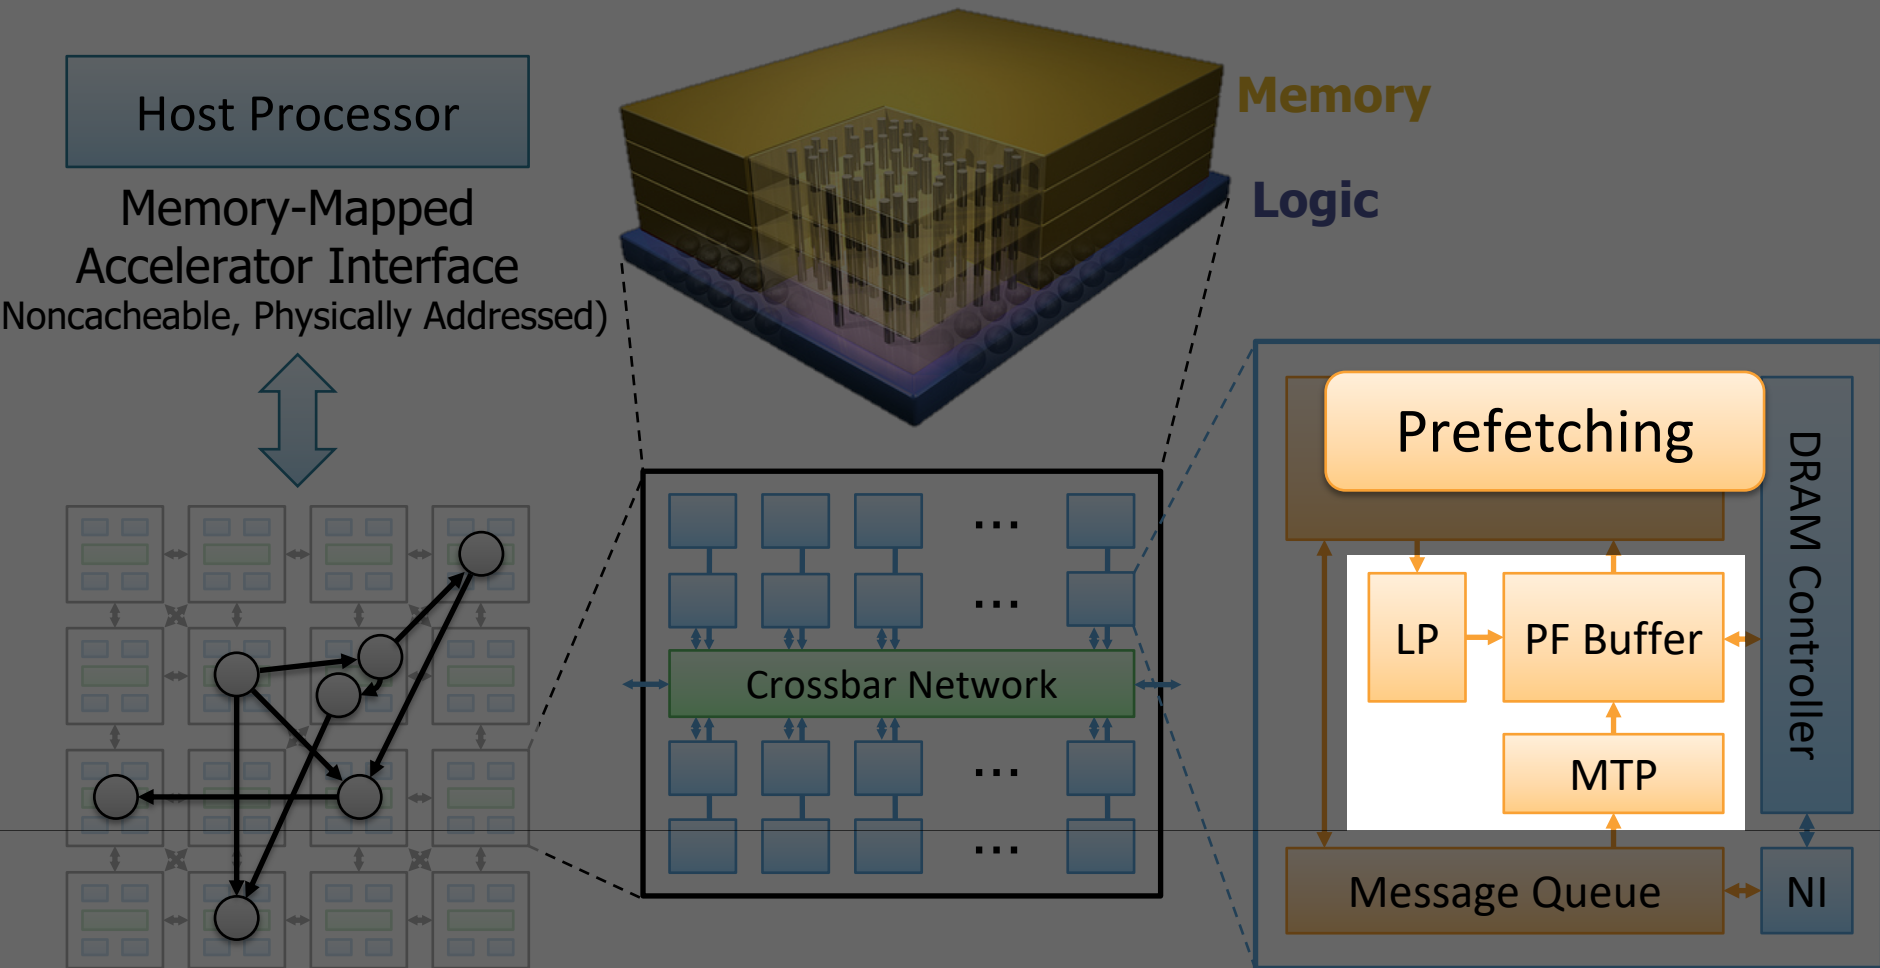 Host Processor
Memory-Mapped
Accelerator Interface
Noncacheable, Physically Addressed)
Memory
Logic
Crossbar Network
...
...
...
...
Prefetching
DRAM Controller
LP
PF Buffer
MTP
Message Queue
NI